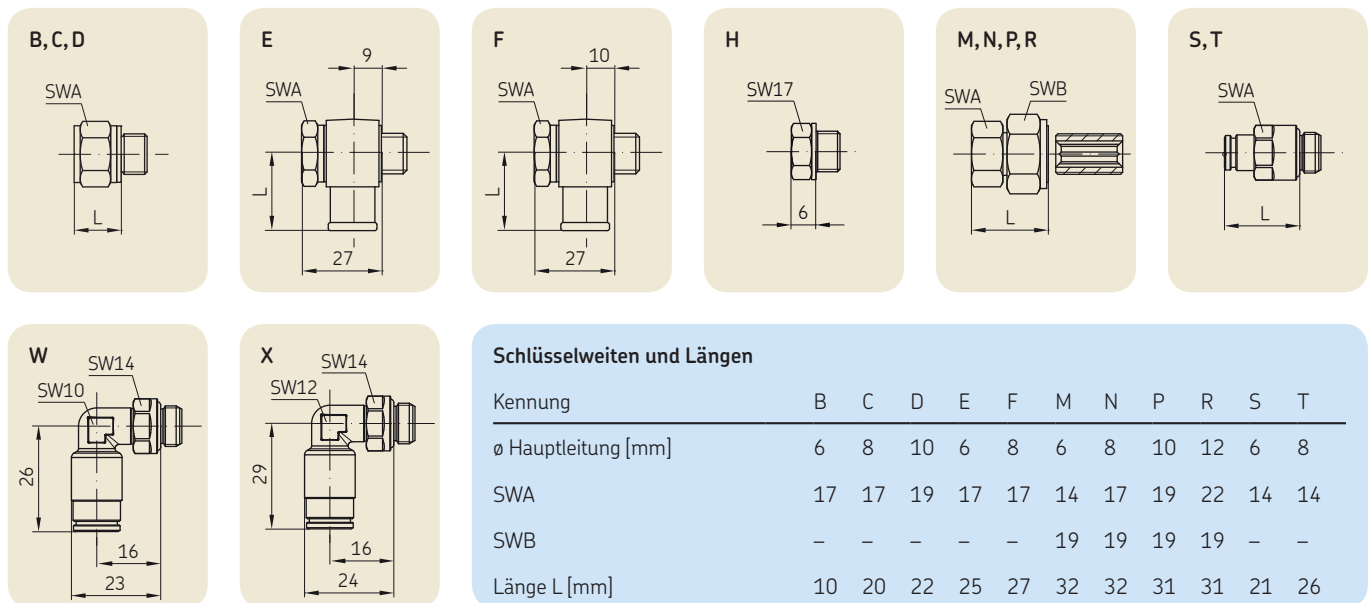 B, C, D
SWA
L
E
9
SWA
L
27
F
10
SWA
L
27
H
SW17
6
M, N, P, R
SWB
SWA
L
S, T
SWA
L
W
SW14
SW10
26
16
23
X
SW14
SW12
29
16
24
Schlüsselweiten und Längen
Kennung B C D E F M N P R S T
ø Hauptleitung [mm] 6 8 10 6 8 6 8 10 12 6 8
SWA 17 17 19 17 17 14 17 19 22 14 14
SWB – – – – – 19 19 19 19 – –
Länge L [mm] 10 20 22 25 27 32 32 31 31 21 26